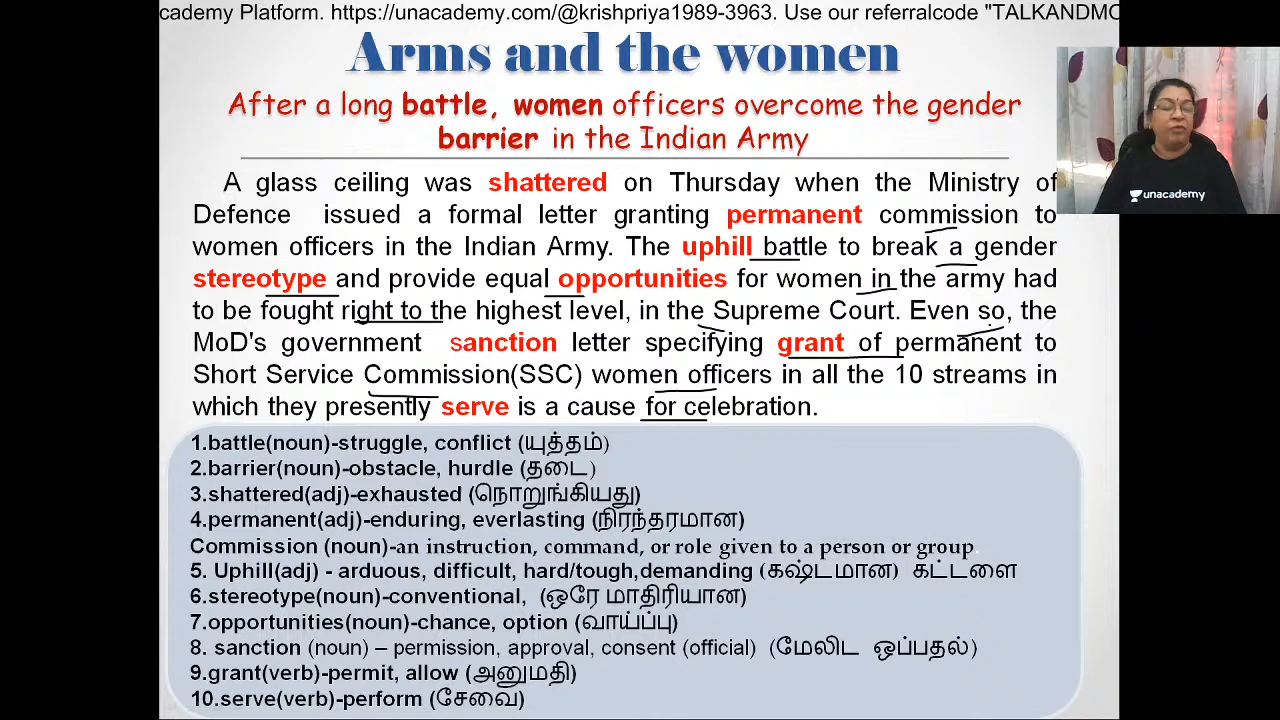 cademy Platform. https://unacademy.com/@krishpriya1989-3963. Use our referralcode "TALKANDMO
Arms and the women
After a long battle, women officers overcome the gender
barrier in the Indian Army
unacademy
A glass ceiling was shattered on Thursday when the Ministry of
Defence issued a formal letter granting permanent commission to
women officers in the Indian Army. The uphill battle to break a gender
stereotype and provide equal opportunities for women in the army had
to be fought right to the highest level, in the Supreme Court. Even so, the
MoD's government sanction letter specifying grant of permanent to
Short Service Commission(SSC) women officers in all the 10 streams in
which they presently serve is a cause for celebration.
1.battle(noun)-struggle, conflict (யுத்தம்)
2.barrier(noun)-obstacle, hurdle (தடை)
3.shattered(adj)-exhausted (நொறுங்கியது)
4.permanent(adj)-enduring, everlasting (நிரந்தரமான)
Commission (noun)-an instruction, command, or role given to a person or group.
5. Uphill(adj) - arduous, difficult, hard/tough,demanding (கஷ்டமான) கட்டளை
6.stereotype(noun)-conventional, (ஒரே மாதிரியான)
7.opportunities(noun)-chance, option (வாய்ப்பு)
8. sanction (noun) – permission, approval, consent (official) (மேலிட ஒப்பதல்)
9.grant(verb)-permit, allow (அனுமதி)
10.serve(verb)-perform (சேவை)